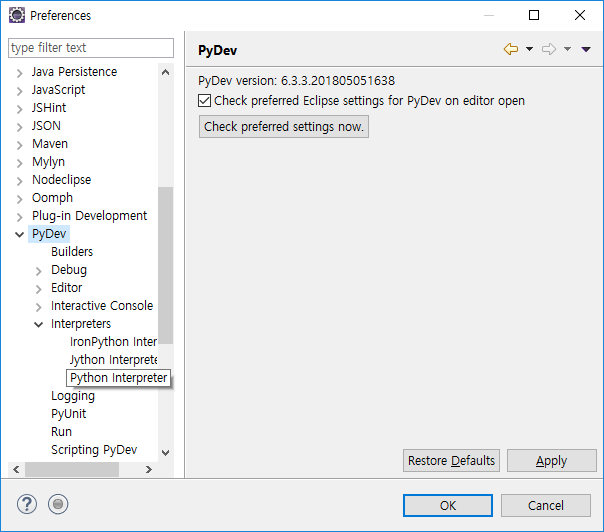 Preferences
type filter text
Java Persistence
JavaScript
JSHint
JSON
Maven
Mylyn
Nodeclipse
Oomph
Plug-in Development
PyDev
Builders
Debug
Editor
Interactive Console
Interpreters
IronPython Inter
Jython Interprete
Python Interpreter
Logging
PyUnit
Run
Scripting PyDev
PyDev
PyDev version: 6.3.3.201805051638
Check preferred Eclipse settings for PyDev on editor open
Check preferred settings now.
Restore Defaults
Apply
?
OK
Cancel